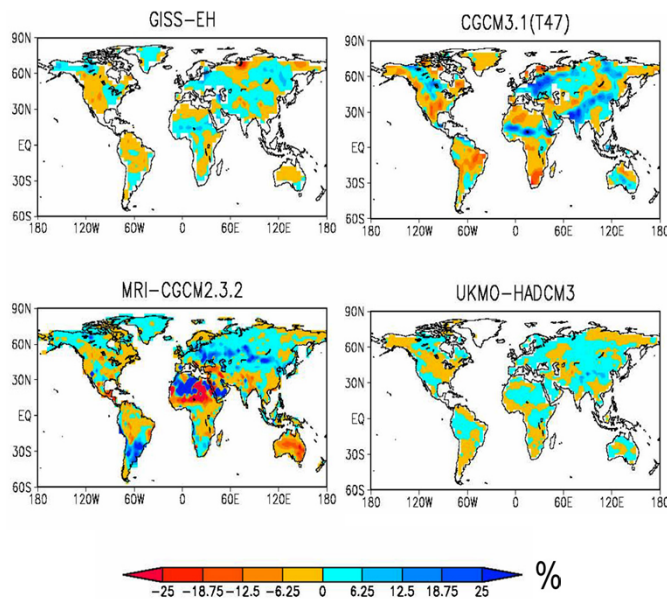 GISS-EH
CGCM3.1(T47)
90N
60N
30N
EQ
30S
60S
180 120W 60W 0 60E 120E 180
90N
60N
30N
EQ
30S
60S
180 120W 60W 0 60E 120E 180
MRI-CGCM2.3.2
UKMO-HADCM3
90N
60N
30N
EQ
30S
60S
180 120W 60W 0 60E 120E 180
90N
60N
30N
EQ
30S
60S
180 120W 60W 0 60E 120E 180
-25 -18.75 -12.5 -6.25 0 6.25 12.5 18.75 25 %